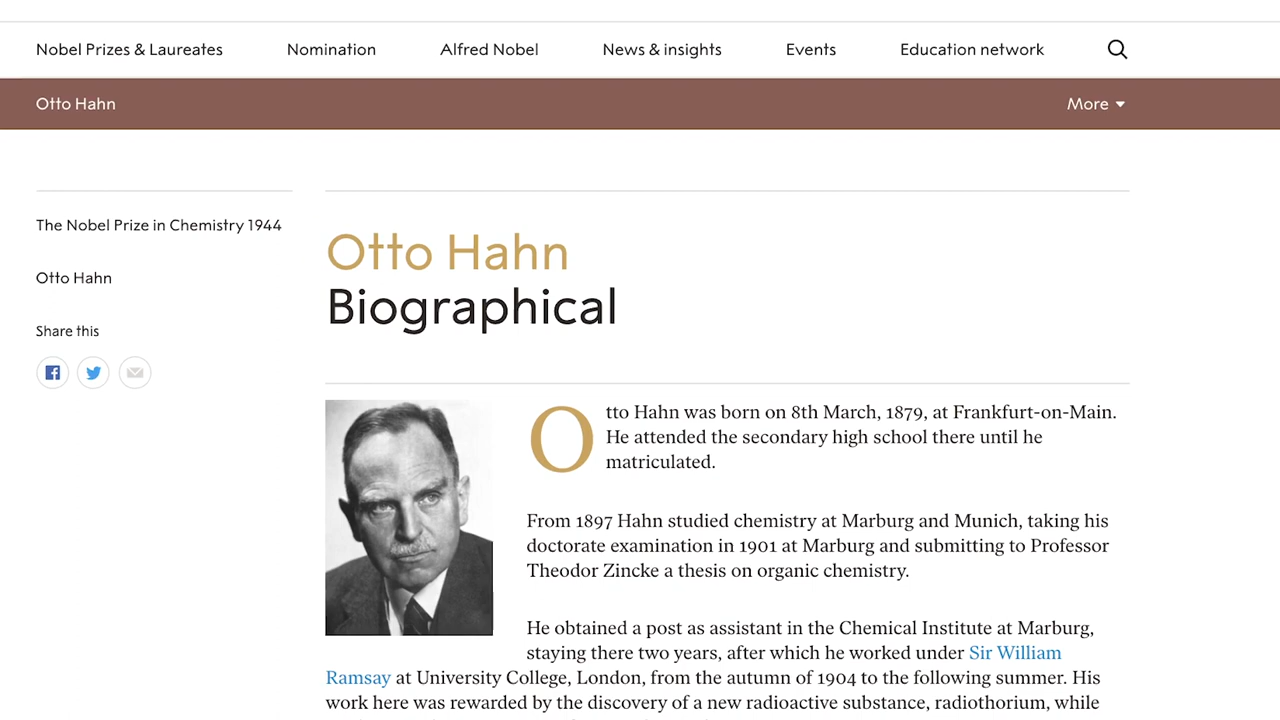 Nobel Prizes & Laureates Nomination Alfred Nobel News & insights Events Education network
Otto Hahn More
The Nobel Prize in Chemistry 1944
Otto Hahn
Share this
Otto Hahn
Biographical
Otto Hahn was born on 8th March, 1879, at Frankfurt-on-Main.
He attended the secondary high school there until he
matriculated.
From 1897 Hahn studied chemistry at Marburg and Munich, taking his
doctorate examination in 1901 at Marburg and submitting to Professor
Theodor Zincke a thesis on organic chemistry.
He obtained a post as assistant in the Chemical Institute at Marburg,
staying there two years, after which he worked under Sir William
Ramsay at University College, London, from the autumn of 1904 to the following summer. His
work here was rewarded by the discovery of a new radioactive substance, radiothorium, while